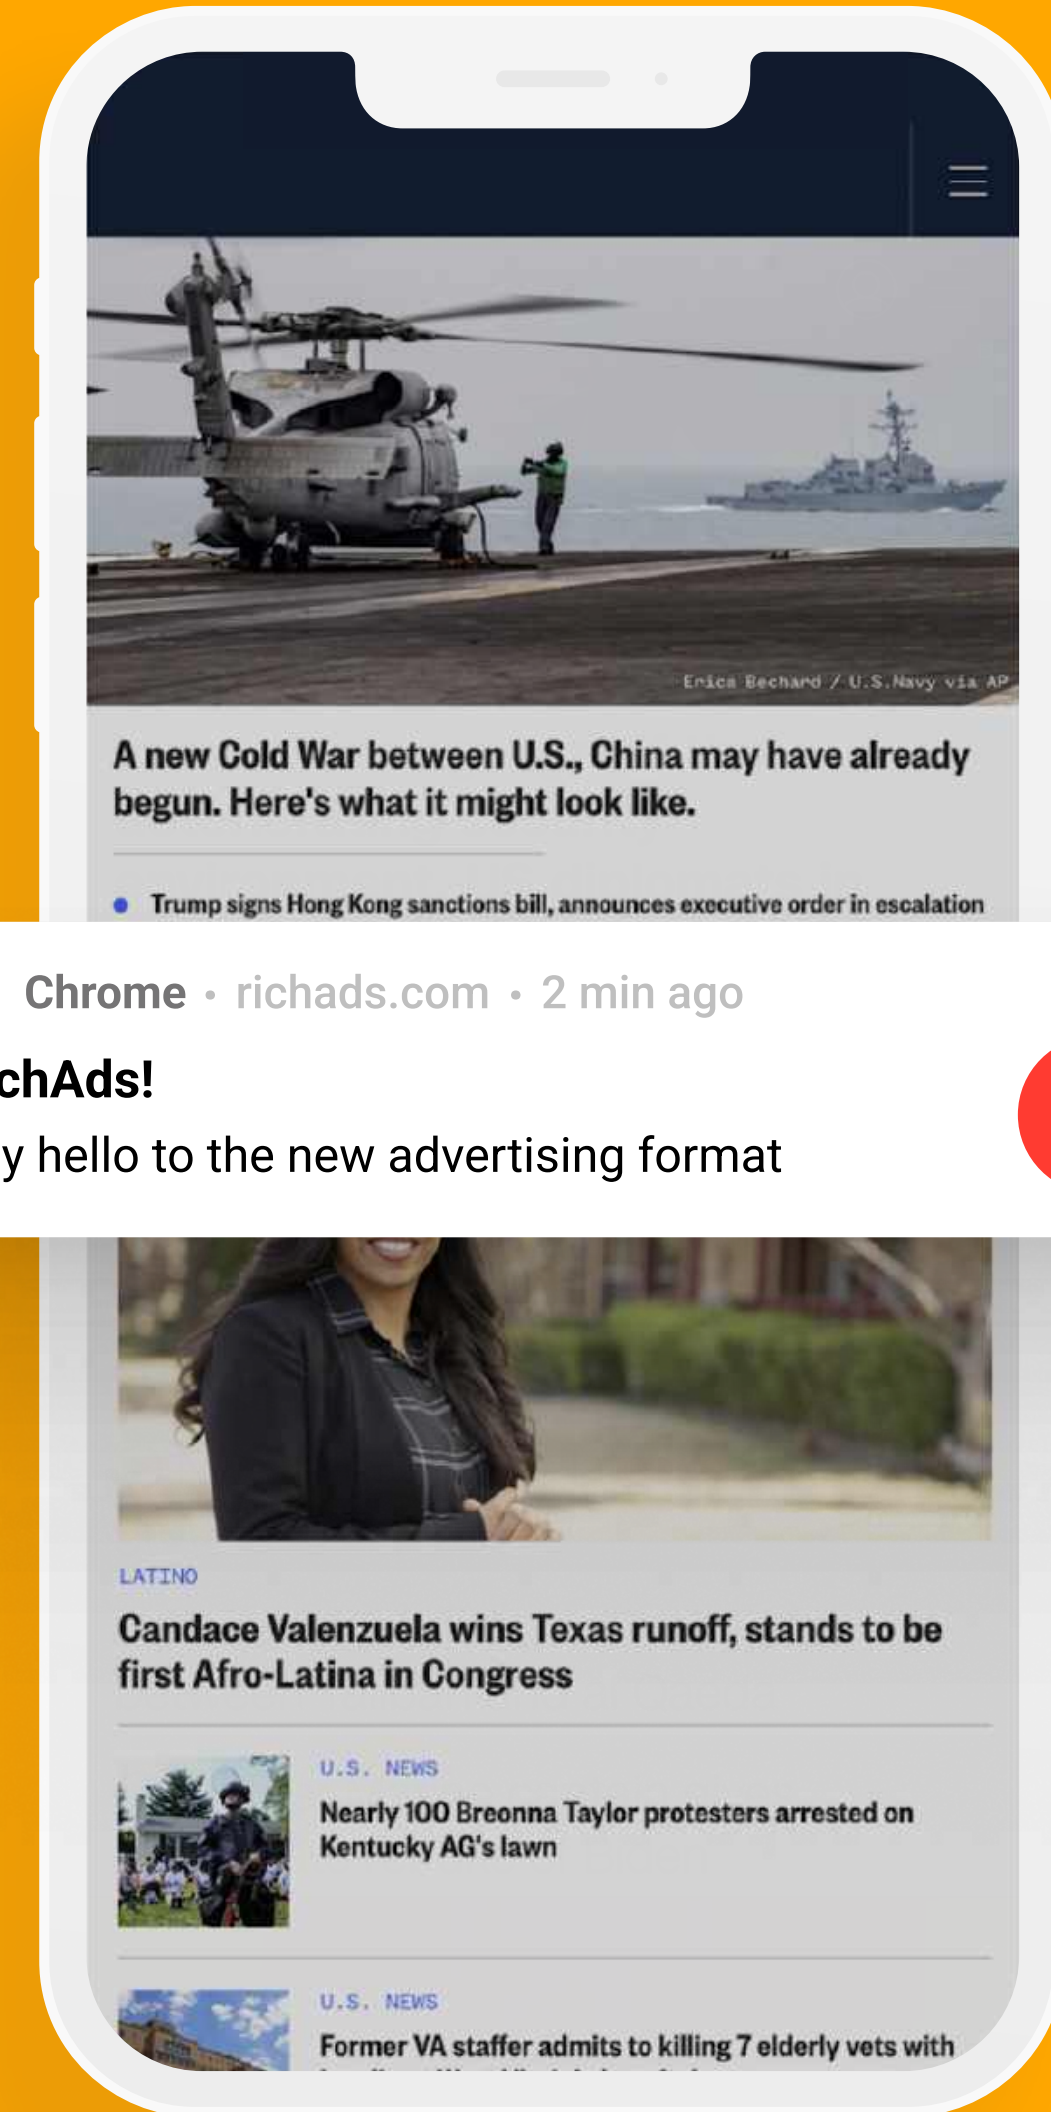 Erica Bechard / U.S.Navy via AP
A new Cold War between U.S., China may have already
begun. Here's what it might look like.
Trump signs Hong Kong sanctions bill, announces executive order in escalation
Chrome • richads.com • 2 min ago
chAds!
y hello to the new advertising format
LATINO
Candace Valenzuela wins Texas runoff, stands to be
first Afro-Latina in Congress
U.S. NEWS
Nearly 100 Breonna Taylor protesters arrested on
Kentucky AG's lawn
U.S. NEWS
Former VA staffer admits to killing 7 elderly vets with